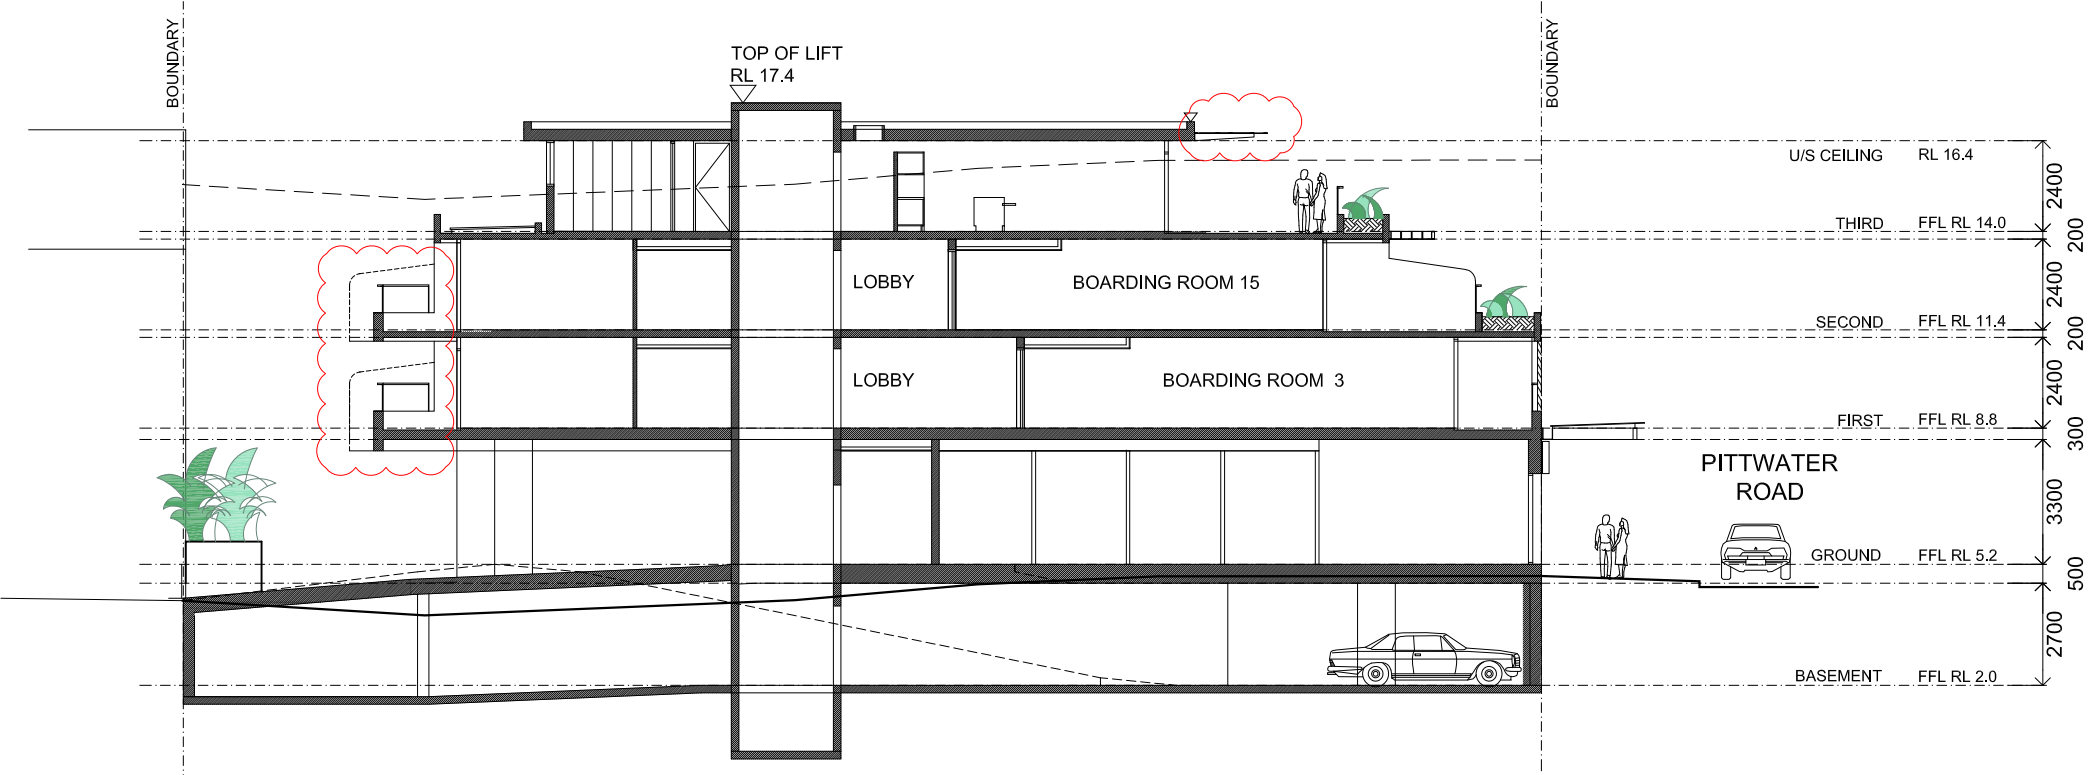 BOUNDARY
TOP OF LIFT
RL 17.4
BOUNDARY
U/S CEILING RL 16.4
2400
THIRD FFL RL 14.0
200
LOBBY
BOARDING ROOM 15
2400
SECOND FFL RL 11.4
200
LOBBY
BOARDING ROOM 3
2400
FIRST FFL RL 8.8
300
PITTWATER
ROAD
3300
GROUND FFL RL 5.2
500
2700
BASEMENT FFL RL 2.0